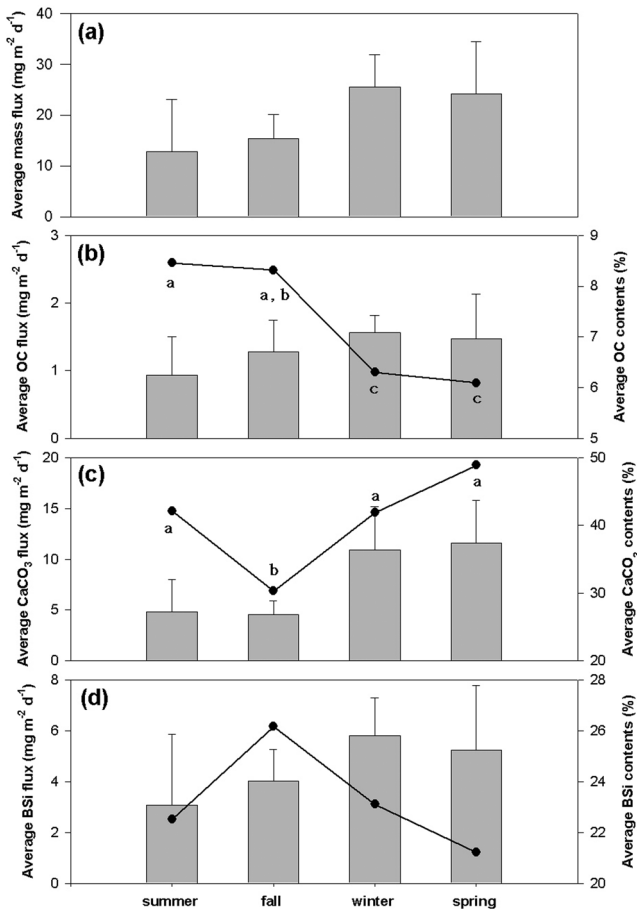 (a)
Average mass flux (mg m⁻² d⁻¹)
40
30
20
10
0
(b)
Average OC flux (mg m⁻² d⁻¹)
3
2
1
0
a
a, b
c
c
9
8
7
6
5
Average OC contents (%)
(c)
Average CaCO₃ flux (mg m⁻² d⁻¹)
20
15
10
5
0
a
b
a
a
50
40
30
20
Average CaCO₃ contents (%)
(d)
Average BSi flux (mg m⁻² d⁻¹)
8
6
4
2
0
28
26
24
22
20
Average BSi contents (%)
summer fall winter spring